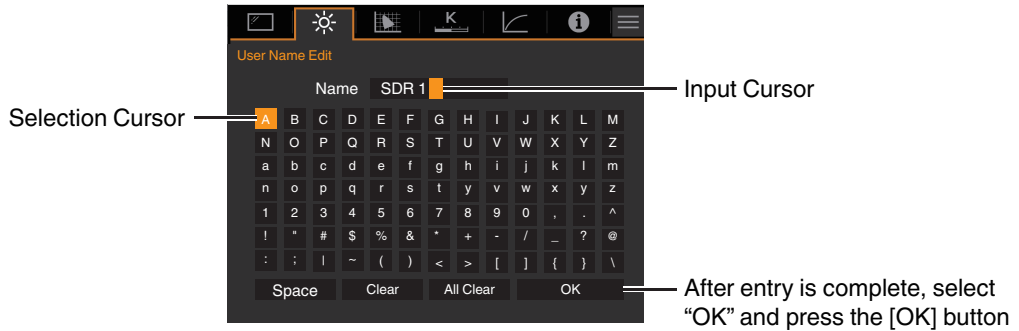 K
i
User Name Edit
Name SDR 1
Input Cursor
Selection Cursor
A B C D E F G H I J K L M
N O P Q R S T U V W X Y Z
a b c d e f g h i j k l m
n o p q r s t y v w x y z
1 2 3 4 5 6 7 8 9 0 , . ^
! " # $ % & * + - / _ ? @
: ; | ~ ( ) < > [ ] { } \
Space Clear All Clear OK
After entry is complete, select
“OK” and press the [OK] button